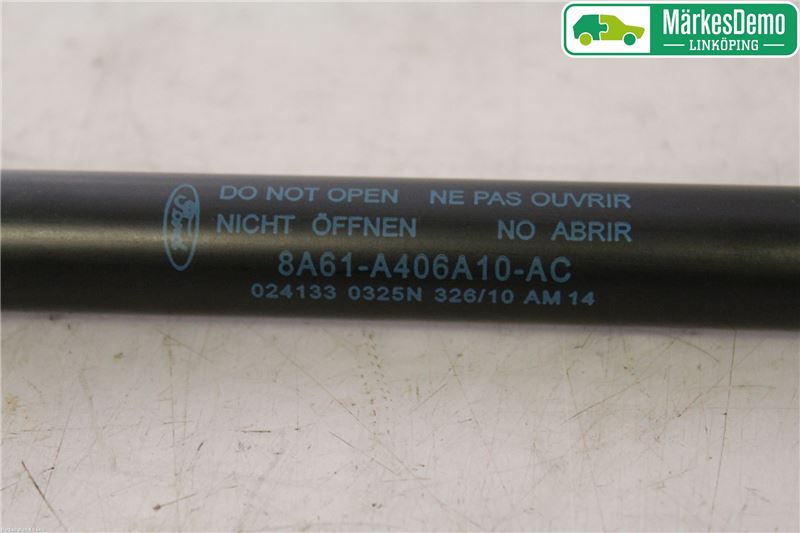 MärkesDemo
LINKÖPING
Ford
DO NOT OPEN NE PAS OUVRIR
NICHT ÖFFNEN NO ABRIR
8A61-A406A10-AC
024133 0325N 326/10 AM 14